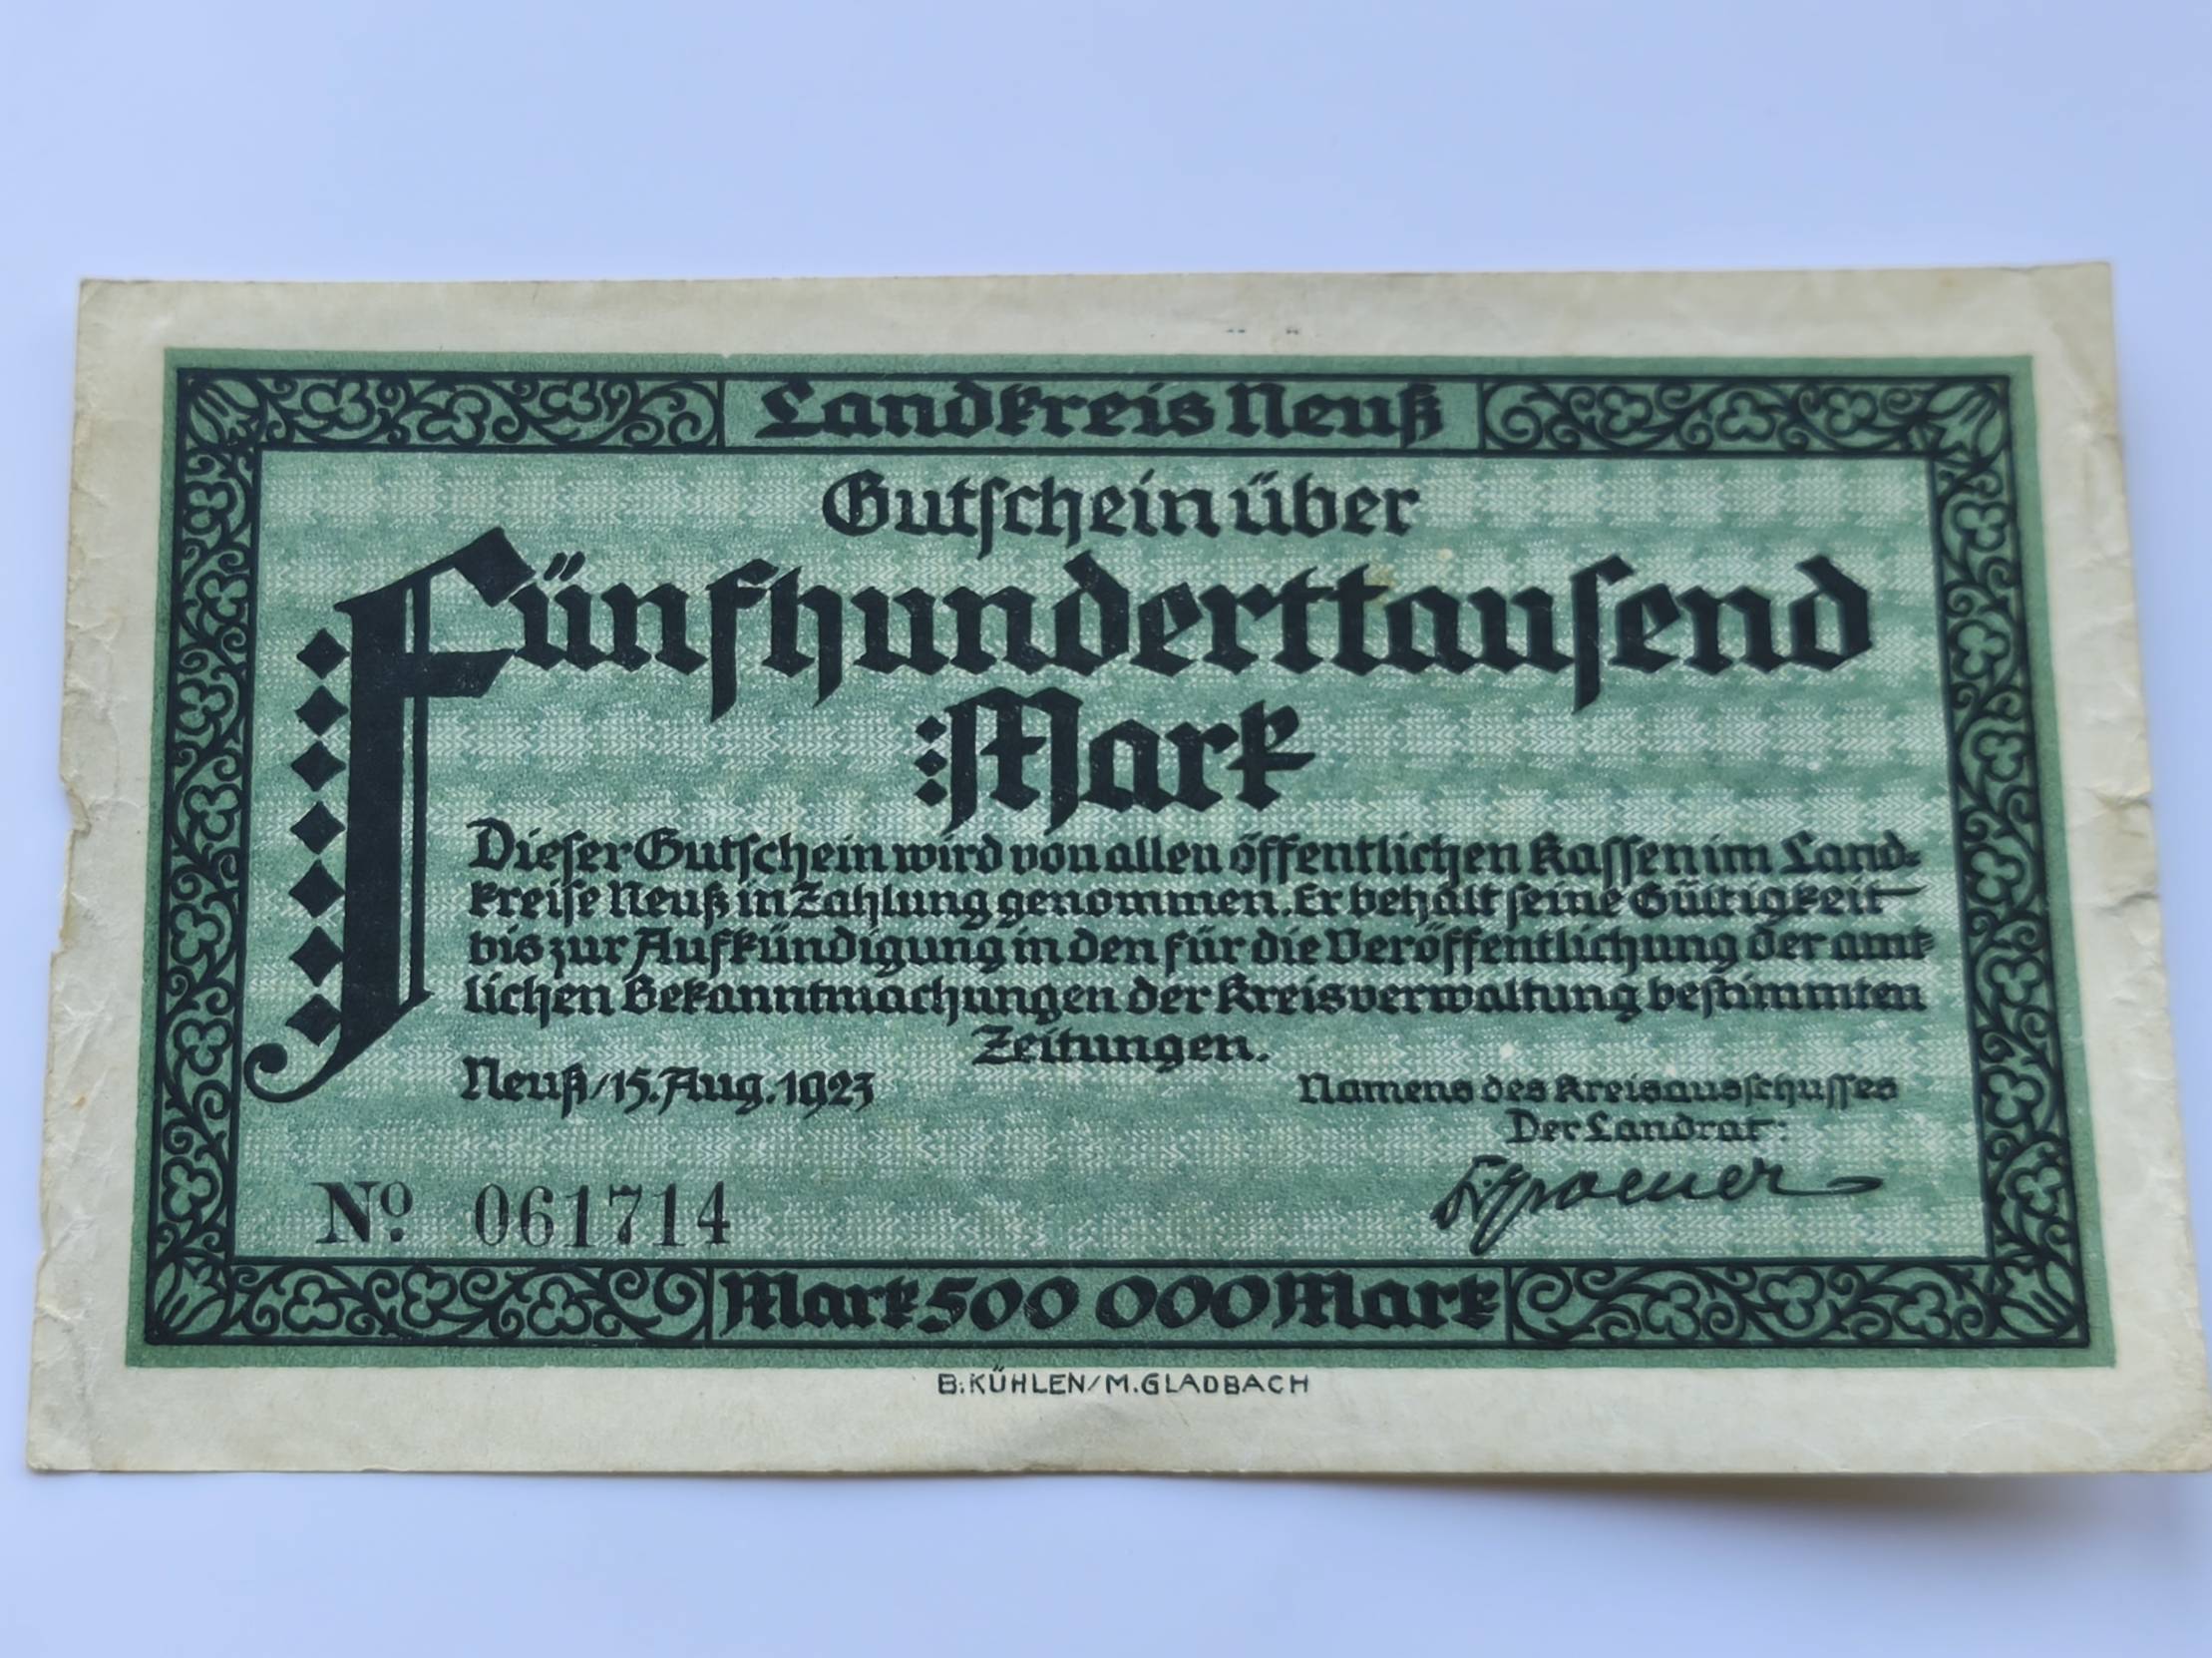 Landkreis Neuß
Gutschein über
Fünfhunderttausend
Mark
Dieser Gutschein wird von allen öffentlichen Kassen im Land-
kreise Neuß in Zahlung genommen. Er behält seine Gültigkeit
bis zur Aufkündigung in den für die Veröffentlichung der amt-
lichen Bekanntmachungen der Kreisverwaltung bestimmten
Zeitungen.
Neuß, 15. Aug. 1923
Namens des Kreisausschusses
Der Landrat:
No 061714
Mark 500 000 Mark
B. KÜHLEN/M. GLADBACH